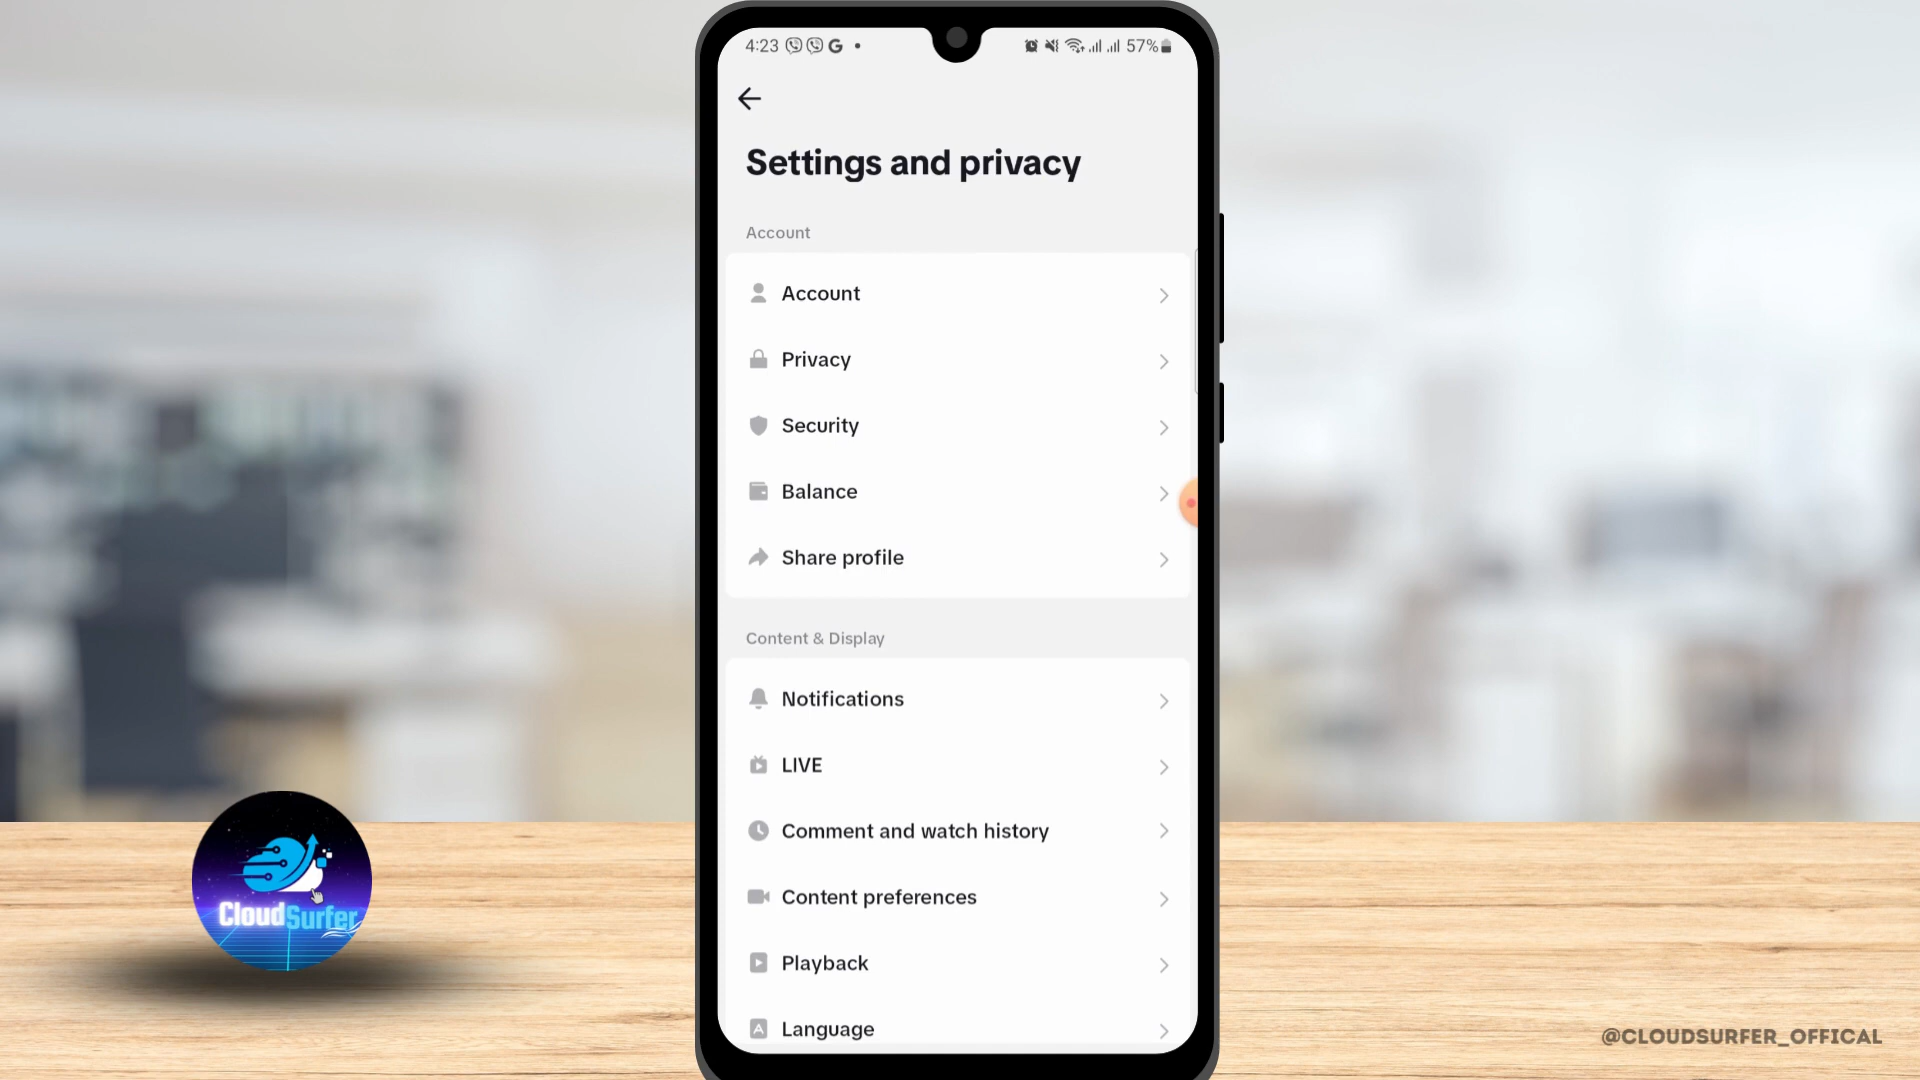 4:23
57%
Settings and privacy
Account
Account
Privacy
Security
Balance
Share profile
Content & Display
Notifications
LIVE
Comment and watch history
Content preferences
Playback
Language
CloudSurfer
@CLOUDSURFER_OFFICAL